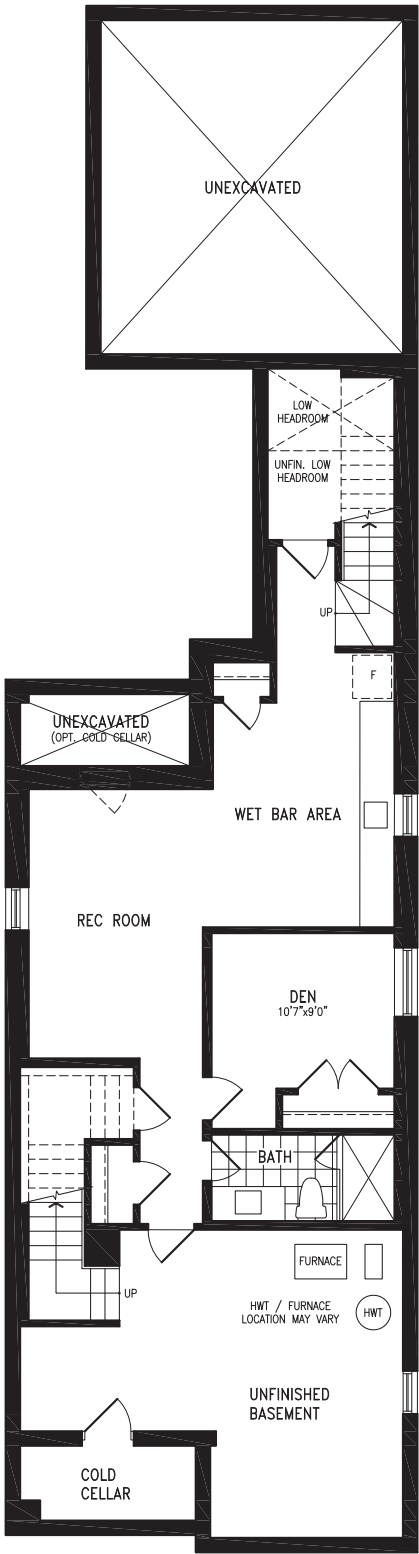 UNEXCAVATED
LOW
HEADROOM
UNFIN. LOW
HEADROOM
UP
F
UNEXCAVATED
(OPT. COLD CELLAR)
WET BAR AREA
REC ROOM
DEN
10'7"x9'0"
BATH
FURNACE
UP
HWT / FURNACE
LOCATION MAY VARY
HWT
UNFINISHED
BASEMENT
COLD
CELLAR